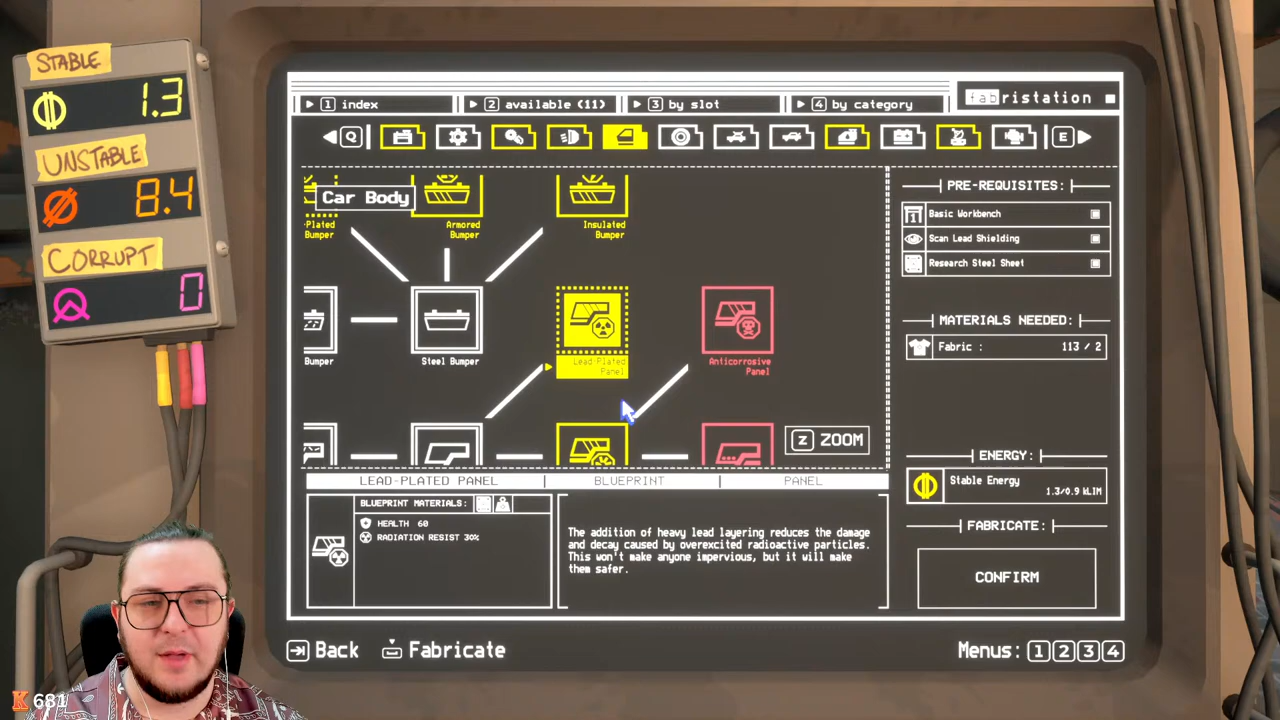 STABLE
1.3
UNSTABLE
8.4
CORRUPT
0
1 index
2 available (11)
3 by slot
4 by category
fabristation
Q
E
Car Body
-Plated
Bumper
Armored
Bumper
Insulated
Bumper
Bumper
Steel Bumper
Lead-Plated
Panel
Anticorrosive
Panel
Z ZOOM
PRE-REQUISITES:
Basic Workbench
Scan Lead Shielding
Research Steel Sheet
MATERIALS NEEDED:
Fabric : 113 / 2
ENERGY:
Stable Energy
1.3/0.9 kLIM
FABRICATE:
CONFIRM
LEAD-PLATED PANEL
BLUEPRINT
PANEL
BLUEPRINT MATERIALS:
HEALTH 60
RADIATION RESIST 30%
The addition of heavy lead layering reduces the damage
and decay caused by overexcited radioactive particles.
This won't make anyone impervious, but it will make
them safer.
Back
Fabricate
Menus: 1 2 3 4
K 681